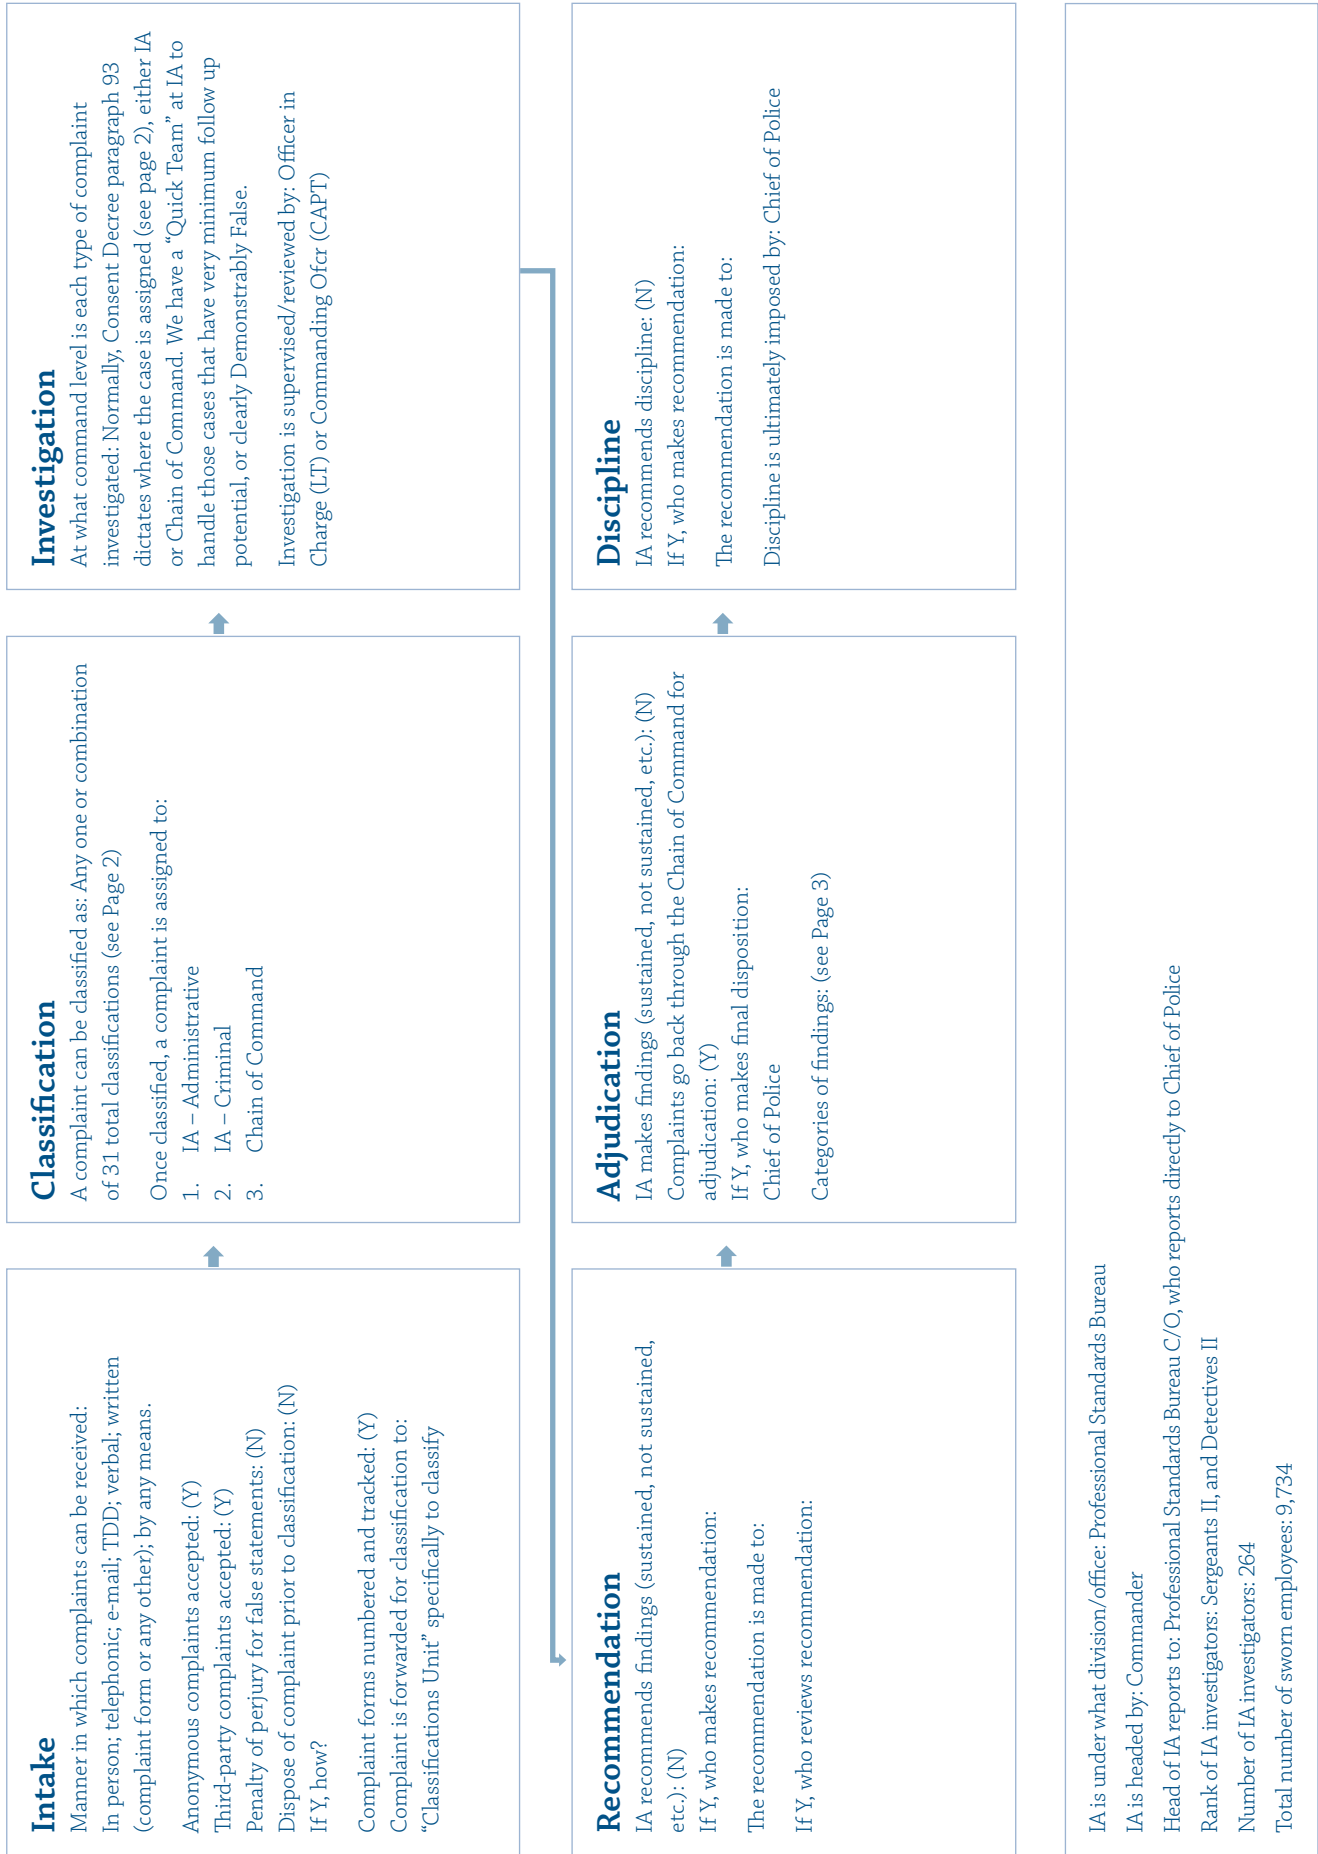 Intake
Manner in which complaints can be received:
In person; telephonic; e-mail; TDD; verbal; written
(complaint form or any other); by any means.
Anonymous complaints accepted: (Y)
Third-party complaints accepted: (Y)
Penalty of perjury for false statements: (N)
Dispose of complaint prior to classification: (N)
If Y, how?
Complaint forms numbered and tracked: (Y)
Complaint is forwarded for classification to:
“Classifications Unit” specifically to classify
Classification
A complaint can be classified as: Any one or combination
of 31 total classifications (see Page 2)
Once classified, a complaint is assigned to:
1. IA – Administrative
2. IA – Criminal
3. Chain of Command
Investigation
At what command level is each type of complaint
investigated: Normally, Consent Decree paragraph 93
dictates where the case is assigned (see page 2), either IA
or Chain of Command. We have a “Quick Team” at IA to
handle those cases that have very minimum follow up
potential, or clearly Demonstrably False.
Investigation is supervised/reviewed by: Officer in
Charge (LT) or Commanding Ofcr (CAPT)
Recommendation
IA recommends findings (sustained, not sustained,
etc.): (N)
If Y, who makes recommendation:
The recommendation is made to:
If Y, who reviews recommendation:
Adjudication
IA makes findings (sustained, not sustained, etc.): (N)
Complaints go back through the Chain of Command for
adjudication: (Y)
If Y, who makes final disposition:
Chief of Police
Categories of findings: (see Page 3)
Discipline
IA recommends discipline: (N)
If Y, who makes recommendation:
The recommendation is made to:
Discipline is ultimately imposed by: Chief of Police
IA is under what division/office: Professional Standards Bureau
IA is headed by: Commander
Head of IA reports to: Professional Standards Bureau C/O, who reports directly to Chief of Police
Rank of IA investigators: Sergeants II, and Detectives II
Number of IA investigators: 264
Total number of sworn employees: 9,734